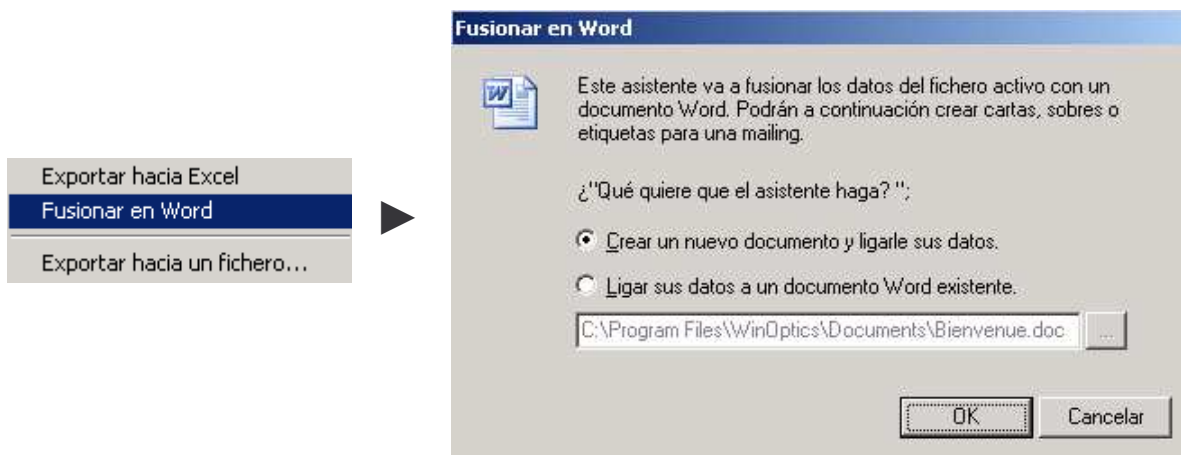 Exportar hacia Excel
Fusionar en Word
Exportar hacia un fichero...
Fusionar en Word
Este asistente va a fusionar los datos del fichero activo con un
documento Word. Podrán a continuación crear cartas, sobres o
etiquetas para una mailing.
¿"Qué quiere que el asistente haga? ";
Crear un nuevo documento y ligarle sus datos.
Ligar sus datos a un documento Word existente.
C:\Program Files\WinOptics\Documents\Bienvenue.doc
...
OK
Cancelar